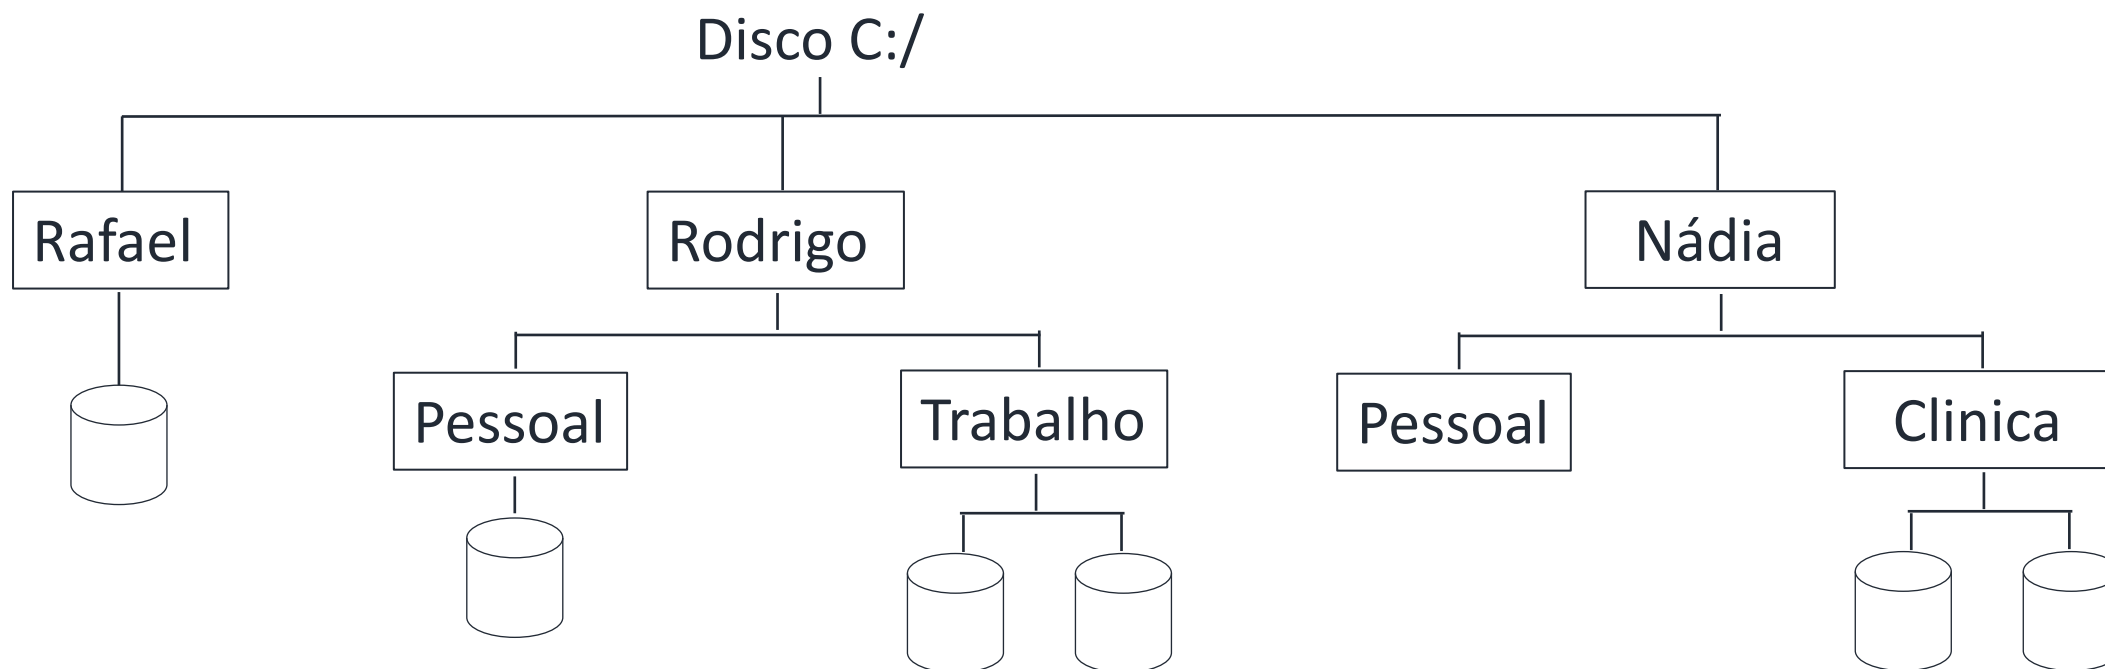 Disco C:/
Rafael
Rodrigo
Nádia
Pessoal
Trabalho
Pessoal
Clinica